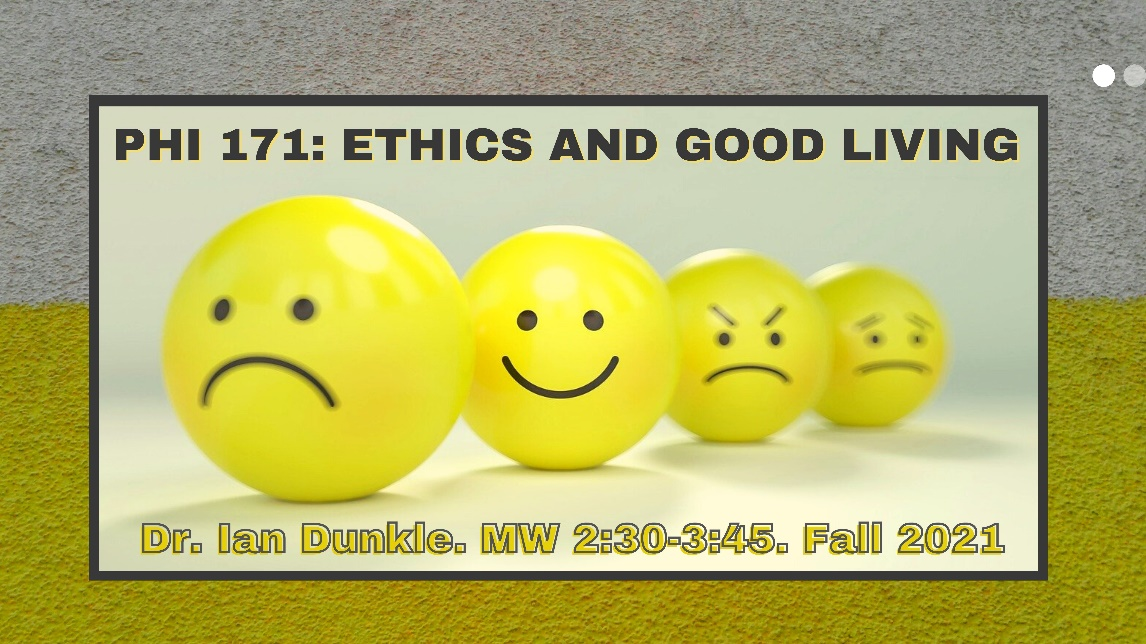 PHI 171: ETHICS AND GOOD LIVING
Dr. Ian Dunkle. MW 2:30-3:45. Fall 2021